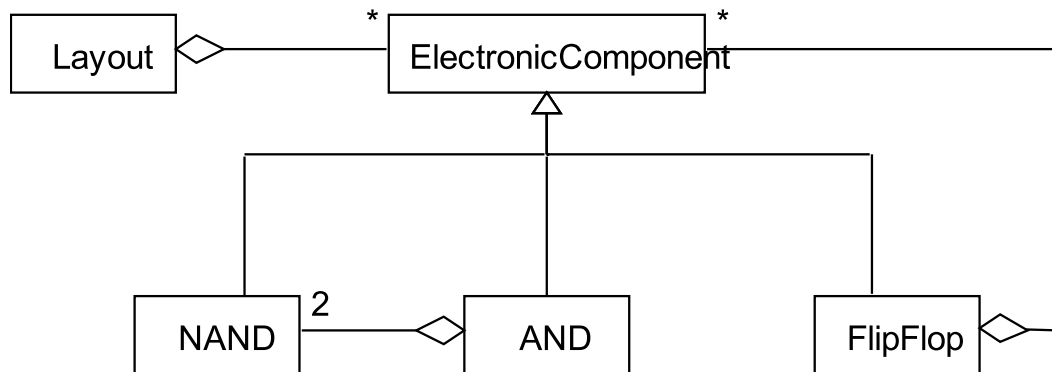 Layout
*
ElectronicComponent
*
NAND
2
AND
FlipFlop